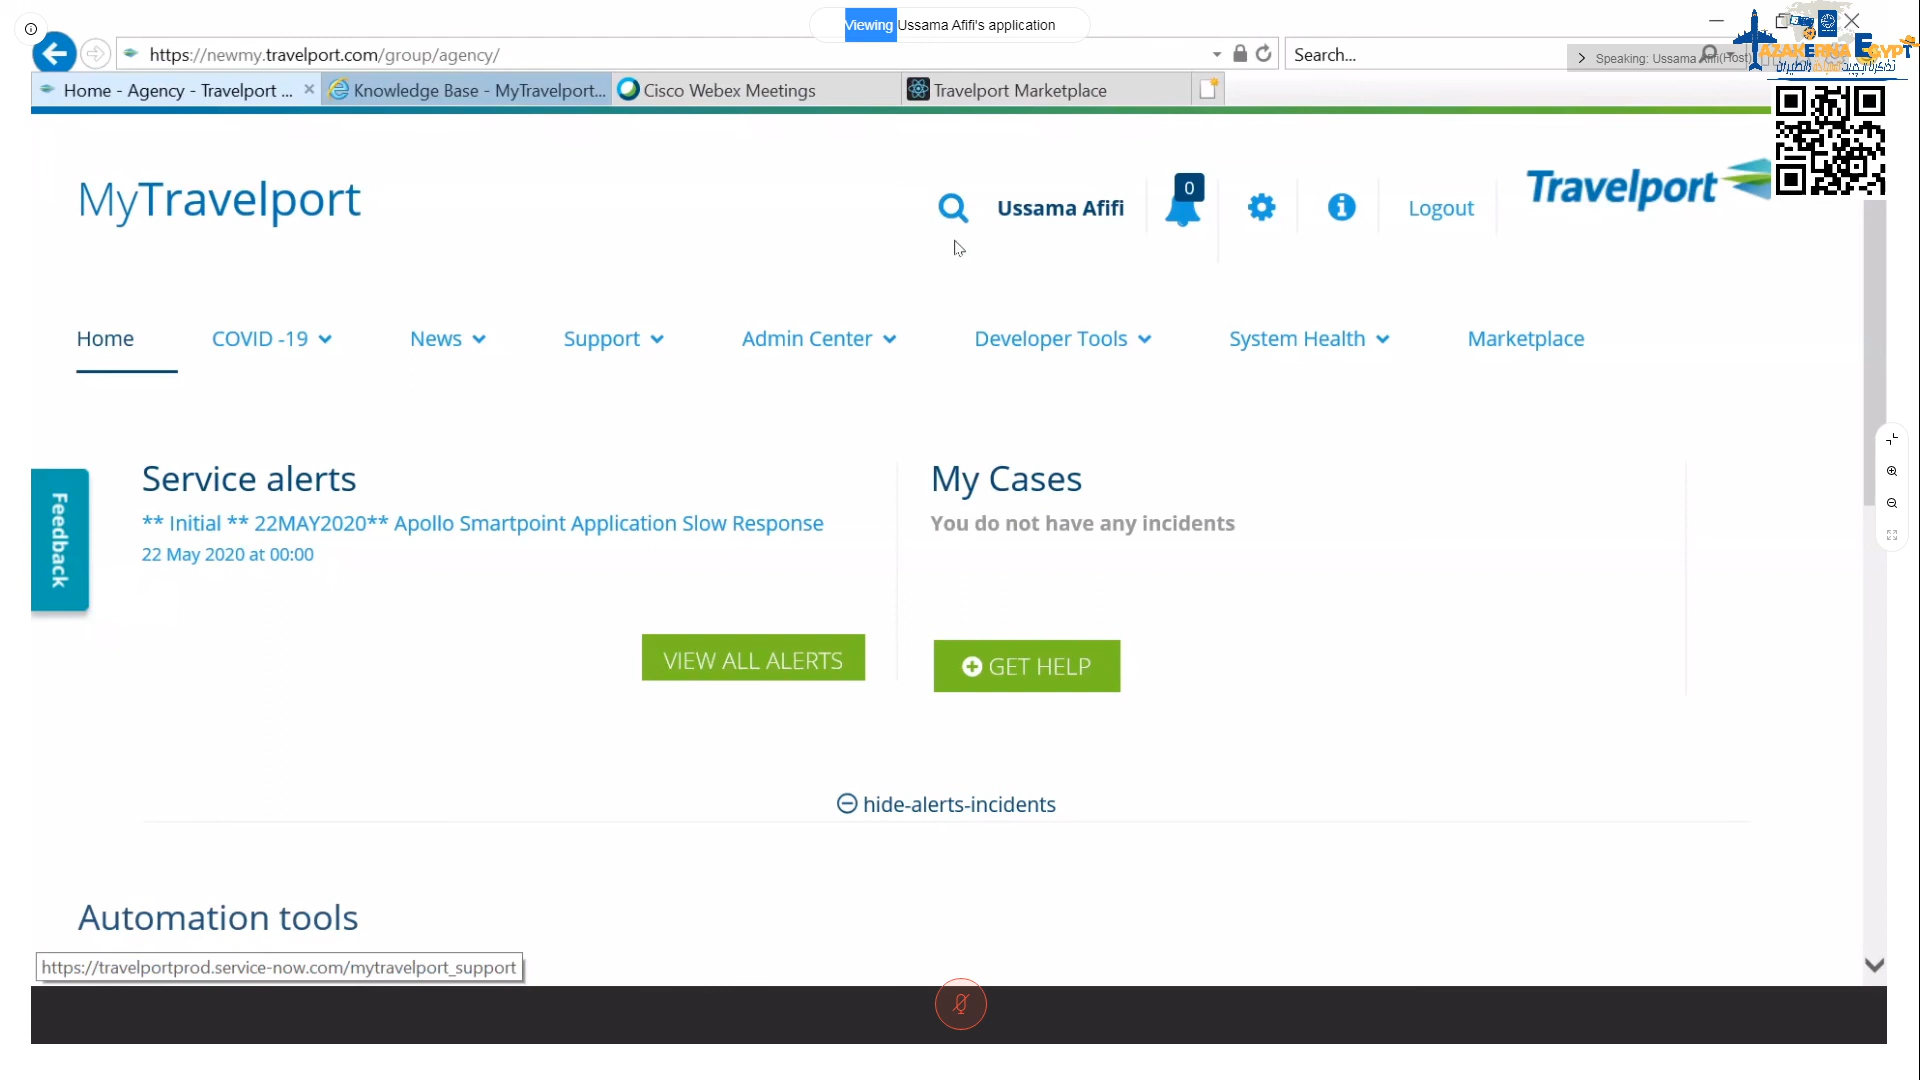 Viewing Ussama Afifi's application
https://newmy.travelport.com/group/agency/
Search...
Speaking: Ussama Afifi(Host)
Home - Agency - Travelport ...
Knowledge Base - MyTravelport...
Cisco Webex Meetings
Travelport Marketplace
AZAKERNA EGYPT
MyTravelport
Ussama Afifi
0
Logout
Travelport
Home
COVID -19
News
Support
Admin Center
Developer Tools
System Health
Marketplace
Feedback
Service alerts
** Initial ** 22MAY2020** Apollo Smartpoint Application Slow Response
22 May 2020 at 00:00
VIEW ALL ALERTS
My Cases
You do not have any incidents
GET HELP
hide-alerts-incidents
Automation tools
https://travelportprod.service-now.com/mytravelport_support